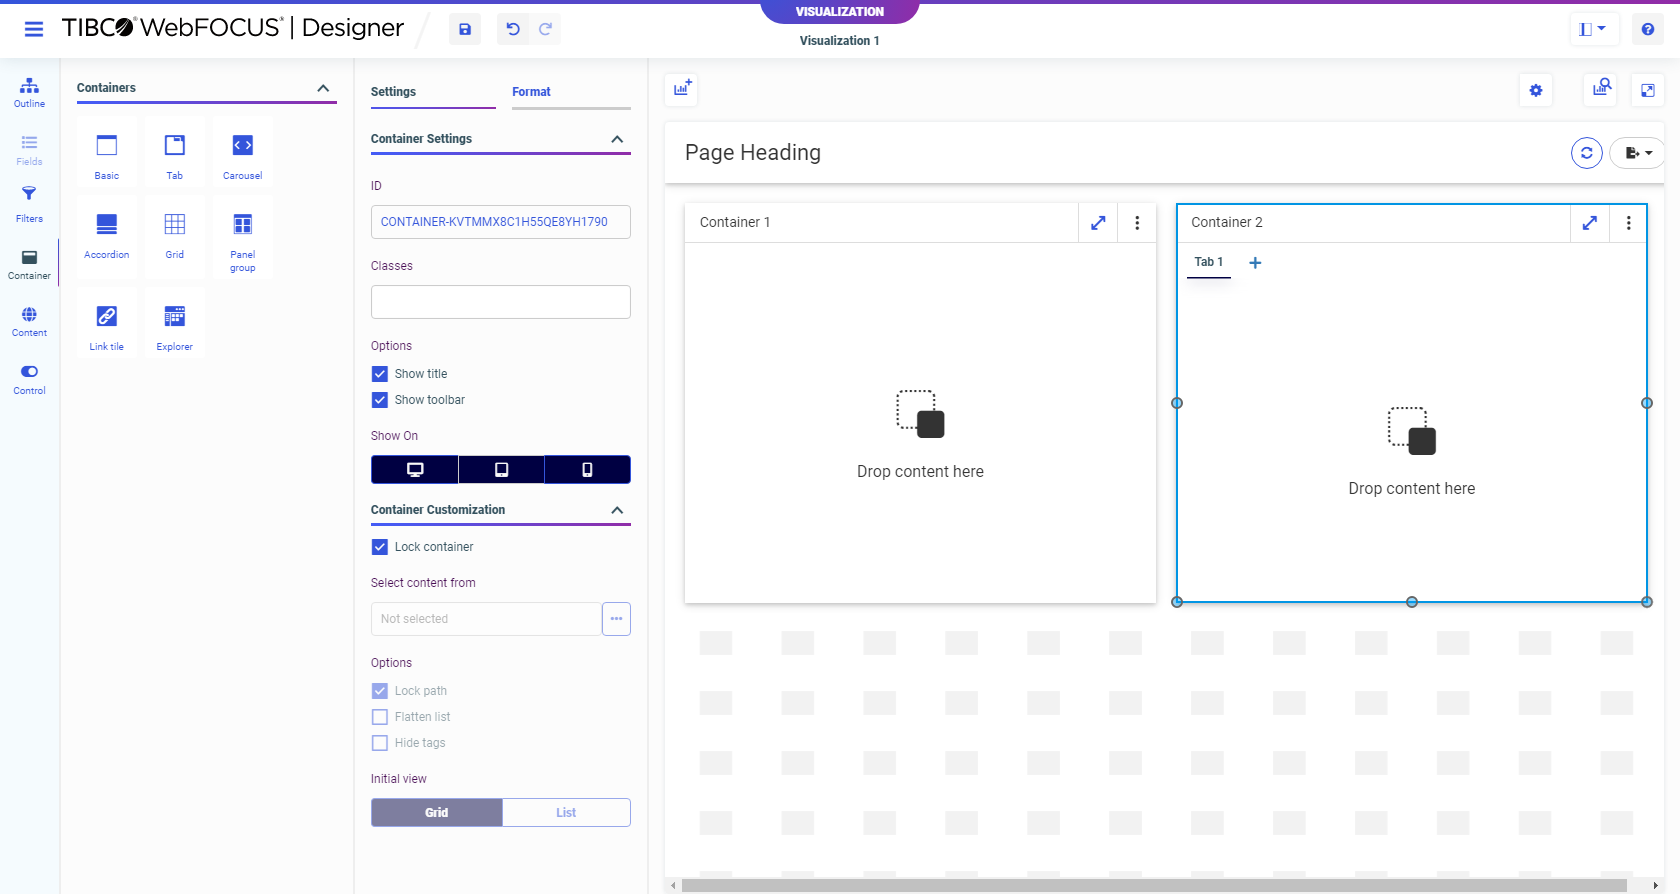 VISUALIZATION
TIBCO® WebFOCUS® | Designer
Visualization 1
Outline
Fields
Filters
Container
Content
Control
Containers
Basic
Tab
Carousel
Accordion
Grid
Panel
group
Link tile
Explorer
Settings
Format
Container Settings
ID
CONTAINER-KVTMMX8C1H55QE8YH1790
Classes
Options
Show title
Show toolbar
Show On
Container Customization
Lock container
Select content from
Not selected
Options
Lock path
Flatten list
Hide tags
Initial view
Grid
List
Page Heading
Container 1
Drop content here
Container 2
Tab 1
Drop content here